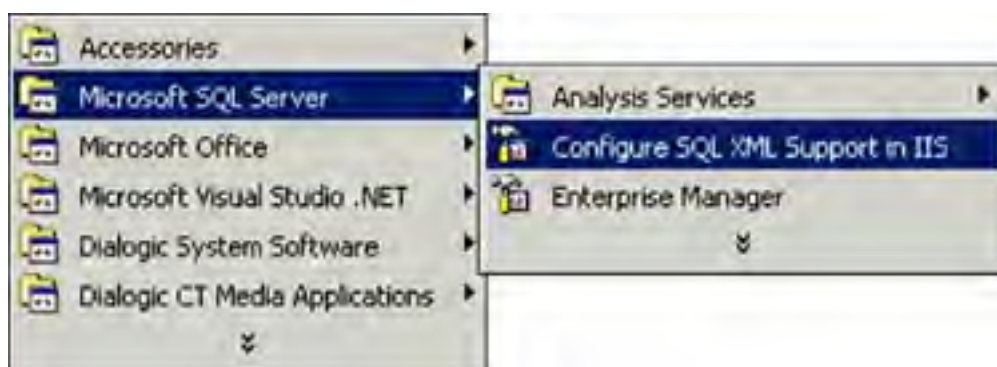 Accessories
Microsoft SQL Server
Microsoft Office
Microsoft Visual Studio .NET
Dialogic System Software
Dialogic CT Media Applications
Analysis Services
Configure SQL XML Support in IIS
Enterprise Manager